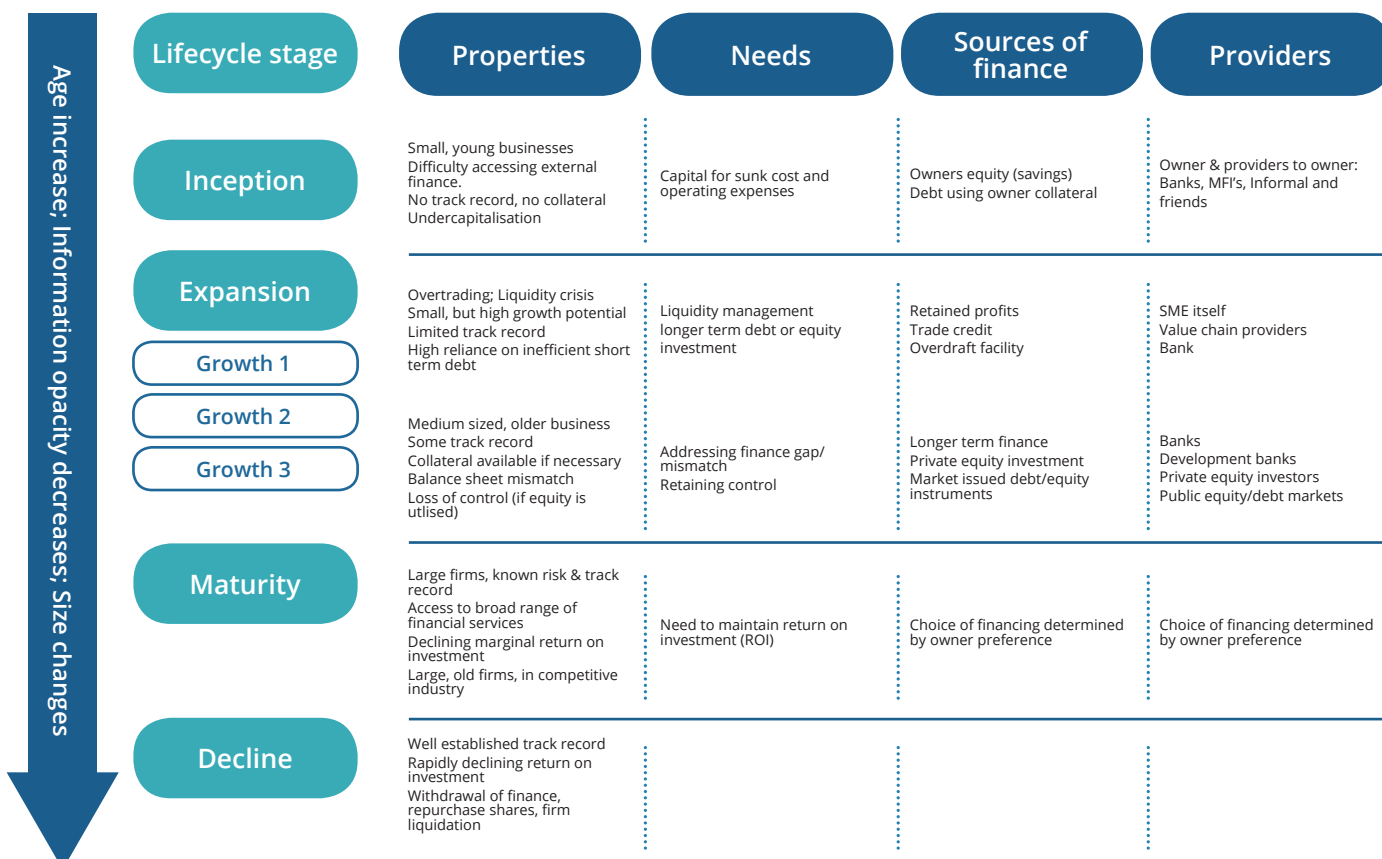 Age increase; Information opacity decreases; Size changes
Lifecycle stage
Properties
Needs
Sources of
finance
Providers
Inception
Small, young businesses
Difficulty accessing external
finance.
No track record, no collateral
Undercapitalisation
Capital for sunk cost and
operating expenses
Owners equity (savings)
Debt using owner collateral
Owner & providers to owner:
Banks, MFI's, Informal and
friends
Expansion
Growth 1
Growth 2
Growth 3
Overtrading; Liquidity crisis
Small, but high growth potential
Limited track record
High reliance on inefficient short
term debt
Liquidity management
longer term debt or equity
investment
Retained profits
Trade credit
Overdraft facility
SME itself
Value chain providers
Bank
Medium sized, older business
Some track record
Collateral available if necessary
Balance sheet mismatch
Loss of control (if equity is
utlised)
Addressing finance gap/
mismatch
Retaining control
Longer term finance
Private equity investment
Market issued debt/equity
instruments
Banks
Development banks
Private equity investors
Public equity/debt markets
Maturity
Large firms, known risk & track
record
Access to broad range of
financial services
Declining marginal return on
investment
Large, old firms, in competitive
industry
Need to maintain return on
investment (ROI)
Choice of financing determined
by owner preference
Choice of financing determined
by owner preference
Decline
Well established track record
Rapidly declining return on
investment
Withdrawal of finance,
repurchase shares, firm
liquidation